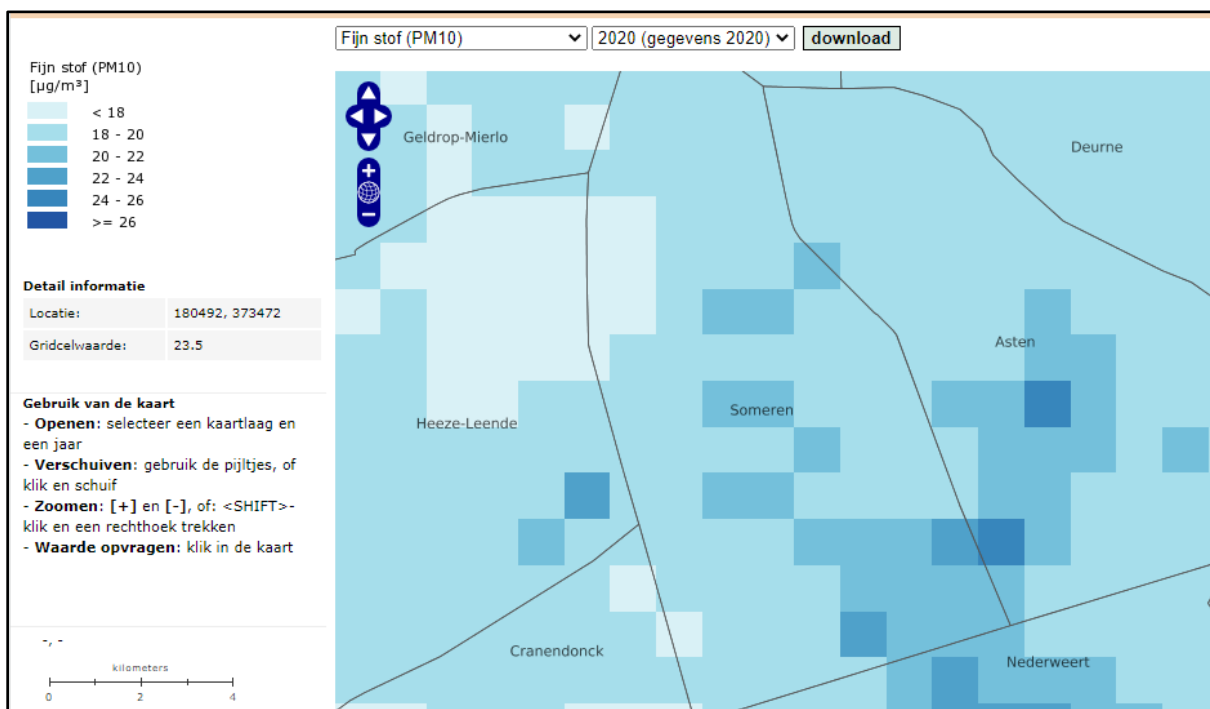 Fijn stof (PM10)
2020 (gegevens 2020)
download
Fijn stof (PM10)
[µg/m³]
< 18
18 - 20
20 - 22
22 - 24
24 - 26
>= 26
Detail informatie
Locatie: 180492, 373472
Gridcelwaarde: 23.5
Gebruik van de kaart
- Openen: selecteer een kaartlaag en
een jaar
- Verschuiven: gebruik de pijltjes, of
klik en schuif
- Zoomen: [+] en [-], of: <SHIFT>-
klik en een rechthoek trekken
- Waarde opvragen: klik in de kaart
-, -
kilometers
0 2 4
Geldrop-Mierlo
Deurne
Asten
Someren
Heeze-Leende
Cranendonck
Nederweert